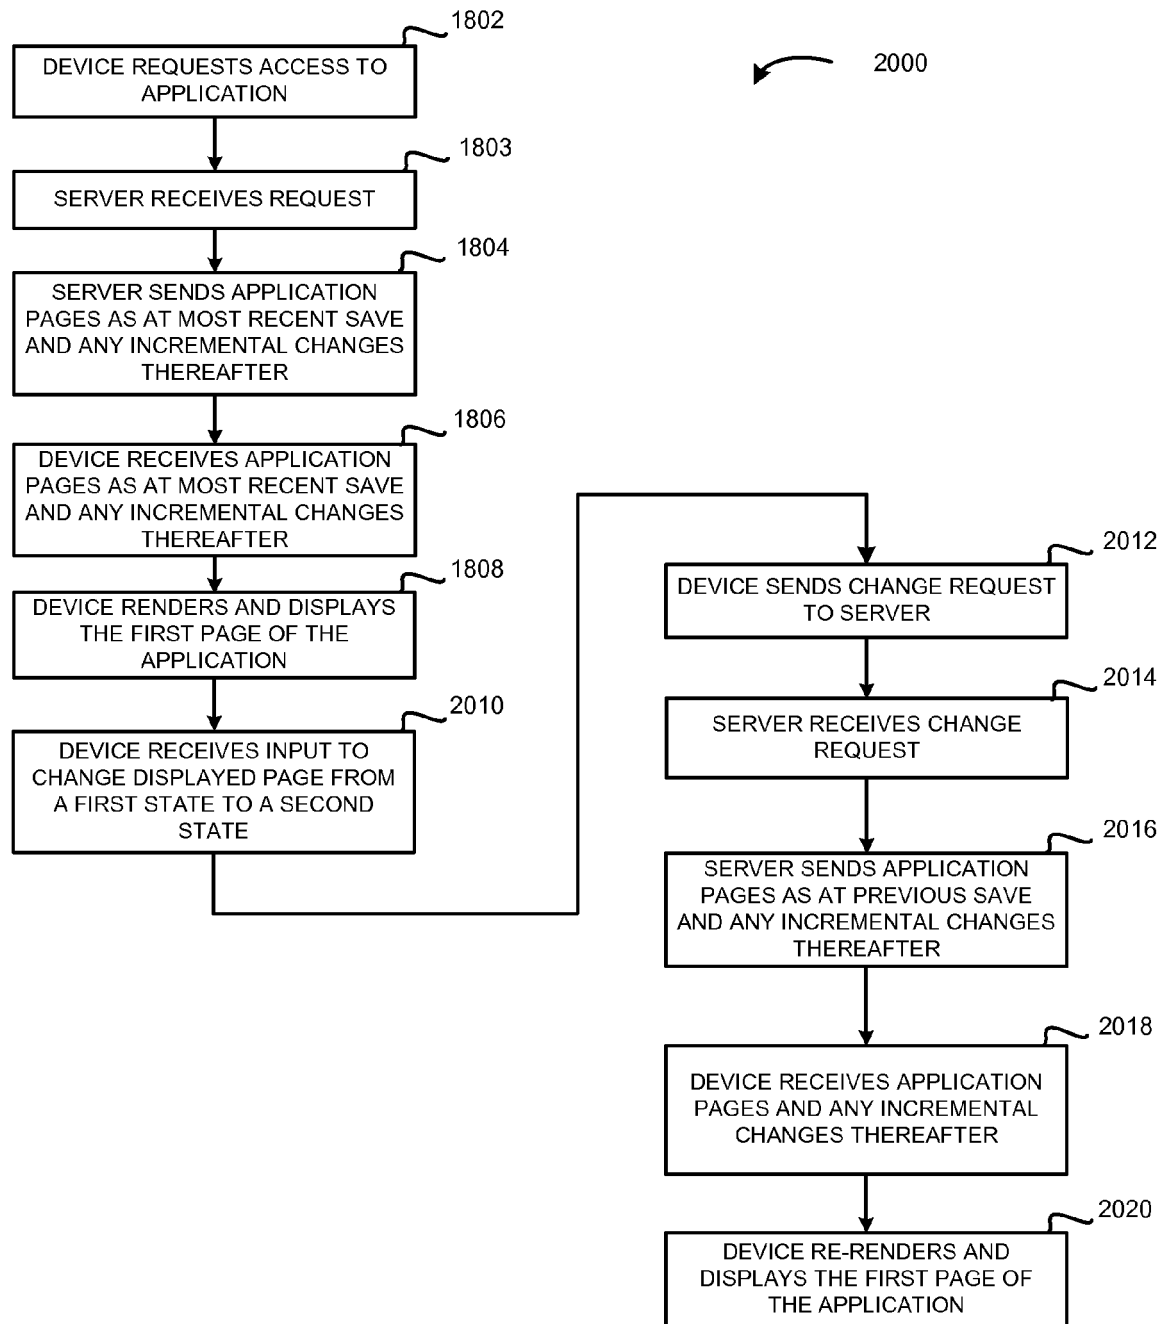 1802
DEVICE REQUESTS ACCESS TO
APPLICATION
2000
1803
SERVER RECEIVES REQUEST
1804
SERVER SENDS APPLICATION
PAGES AS AT MOST RECENT SAVE
AND ANY INCREMENTAL CHANGES
THEREAFTER
1806
DEVICE RECEIVES APPLICATION
PAGES AS AT MOST RECENT SAVE
AND ANY INCREMENTAL CHANGES
THEREAFTER
1808
DEVICE RENDERS AND DISPLAYS
THE FIRST PAGE OF THE
APPLICATION
2010
DEVICE RECEIVES INPUT TO
CHANGE DISPLAYED PAGE FROM
A FIRST STATE TO A SECOND
STATE
2012
DEVICE SENDS CHANGE REQUEST
TO SERVER
2014
SERVER RECEIVES CHANGE
REQUEST
2016
SERVER SENDS APPLICATION
PAGES AS AT PREVIOUS SAVE
AND ANY INCREMENTAL CHANGES
THEREAFTER
2018
DEVICE RECEIVES APPLICATION
PAGES AND ANY INCREMENTAL
CHANGES THEREAFTER
2020
DEVICE RE-RENDERS AND
DISPLAYS THE FIRST PAGE OF
THE APPLICATION